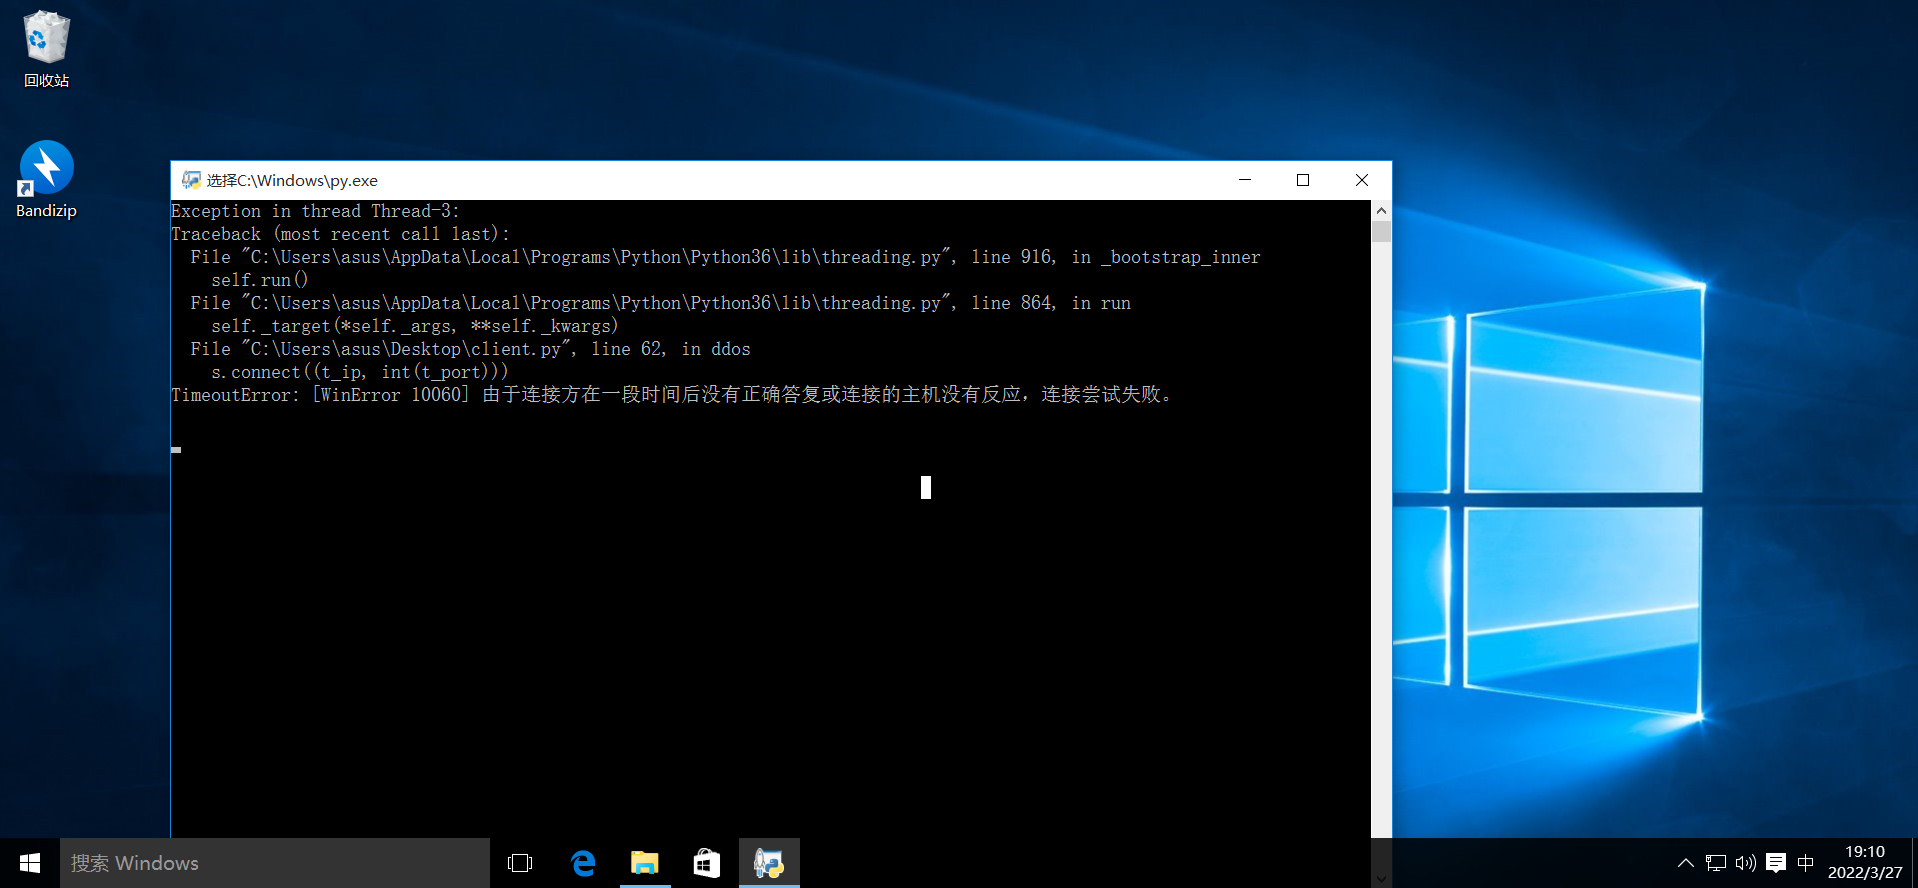 回收站
Bandizip
选择C:\Windows\py.exe
Exception in thread Thread-3:
Traceback (most recent call last):
  File "C:\Users\asus\AppData\Local\Programs\Python\Python36\lib\threading.py", line 916, in _bootstrap_inner
    self.run()
  File "C:\Users\asus\AppData\Local\Programs\Python\Python36\lib\threading.py", line 864, in run
    self._target(*self._args, **self._kwargs)
  File "C:\Users\asus\Desktop\client.py", line 62, in ddos
    s.connect((t_ip, int(t_port)))
TimeoutError: [WinError 10060] 由于连接方在一段时间后没有正确答复或连接的主机没有反应，连接尝试失败。
搜索 Windows
中
19:10
2022/3/27